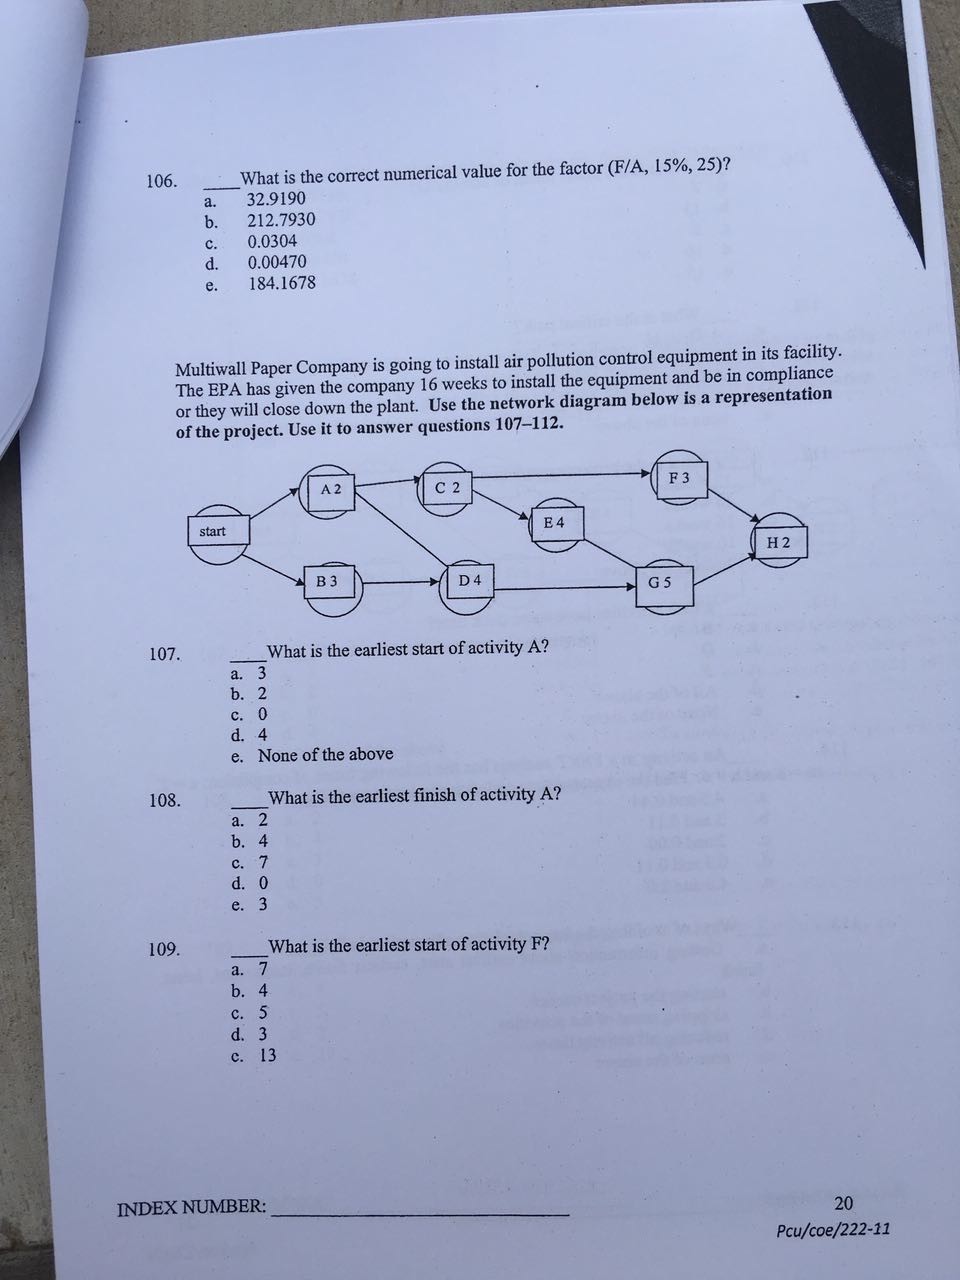 106. ____What is the correct numerical value for the factor (F/A, 15%, 25)?
a. 32.9190
b. 212.7930
c. 0.0304
d. 0.00470
e. 184.1678
Multiwall Paper Company is going to install air pollution control equipment in its facility.
The EPA has given the company 16 weeks to install the equipment and be in compliance
or they will close down the plant. Use the network diagram below is a representation
of the project. Use it to answer questions 107–112.
start
A 2
C 2
F 3
E 4
H 2
B 3
D 4
G 5
107. ____What is the earliest start of activity A?
a. 3
b. 2
c. 0
d. 4
e. None of the above
108. ____What is the earliest finish of activity A?
a. 2
b. 4
c. 7
d. 0
e. 3
109. ____What is the earliest start of activity F?
a. 7
b. 4
c. 5
d. 3
e. 13
INDEX NUMBER: ____________________
20
Pcu/coe/222-11